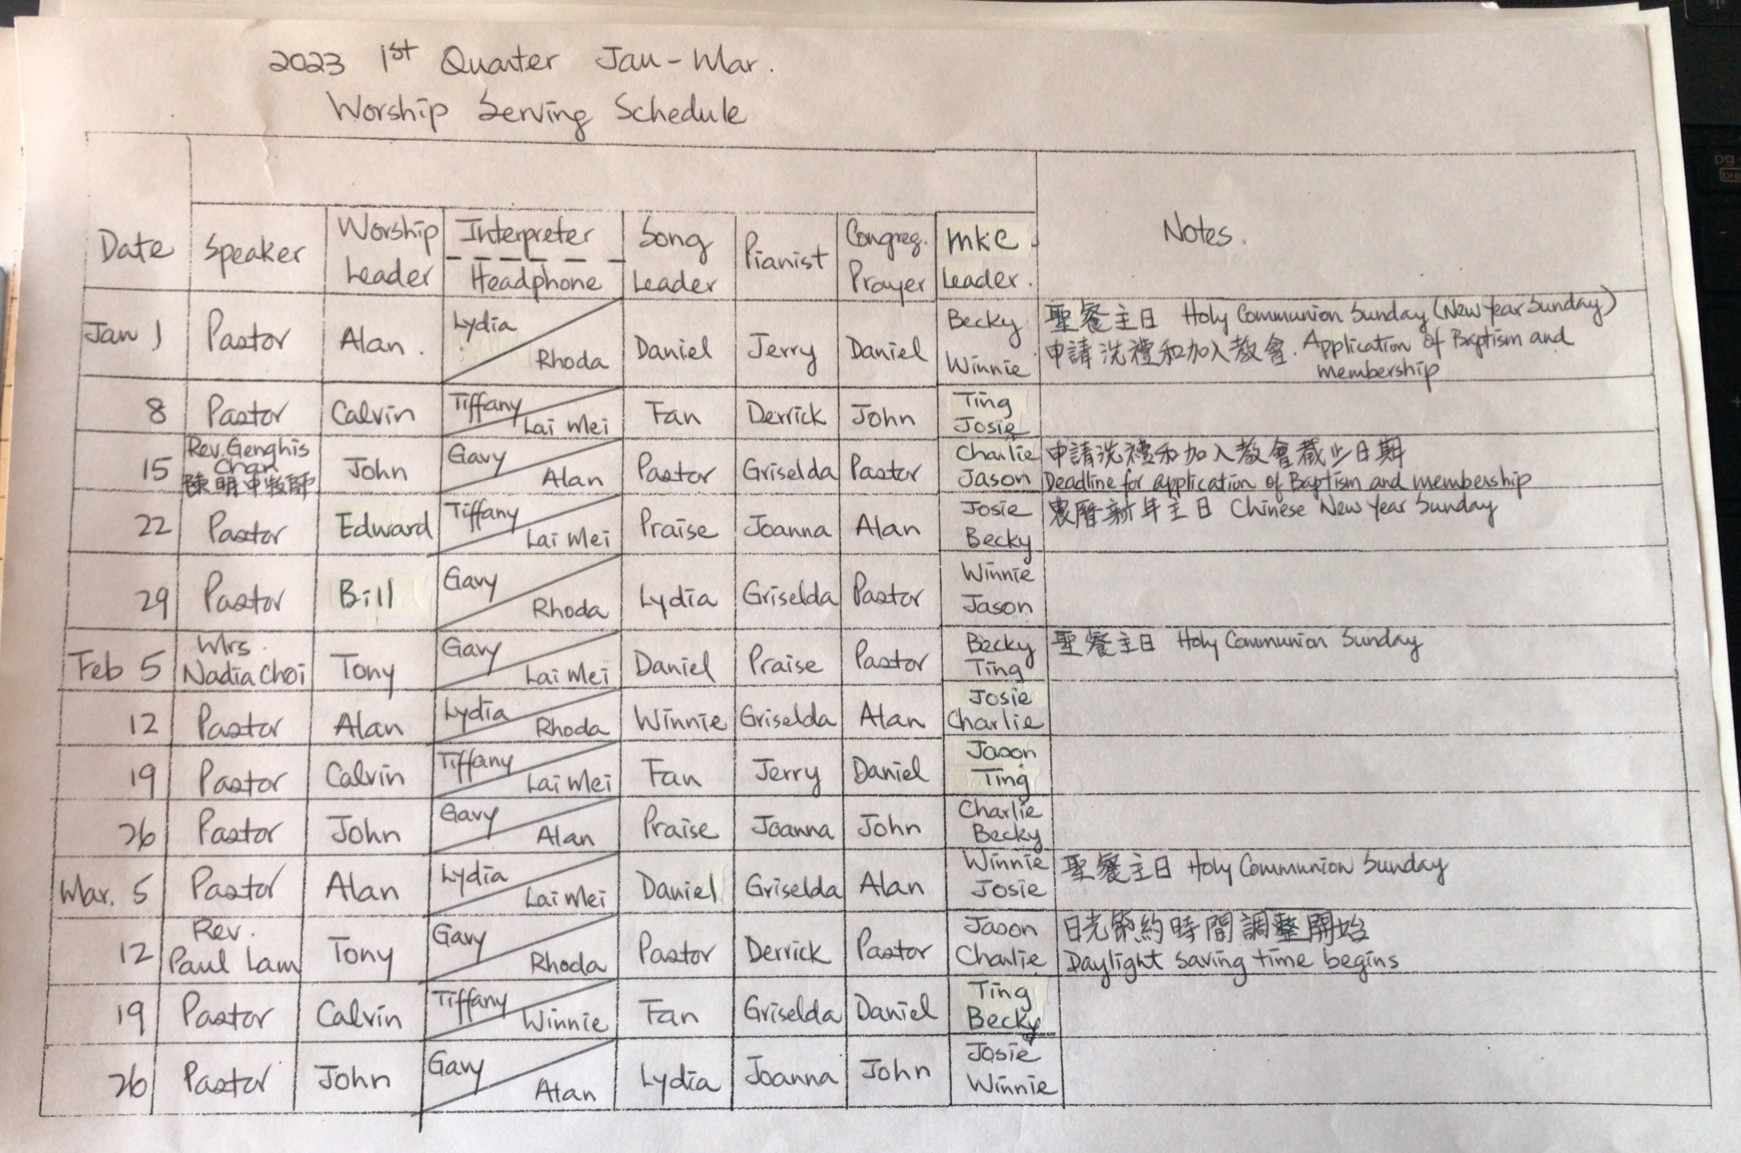 2023 1st Quarter Jan-Mar.
Worship Serving Schedule
Date Speaker Worship Leader Interpreter Headphone Song Leader Pianist Congreg. Prayer MKC Leader. Notes.
Jan 1 Pastor Alan. Lydia Rhoda Daniel Jerry Daniel Becky Winnie 聖餐主日 Holy Communion Sunday (New Year Sunday)
申請洗禮和加入教會. Application of Baptism and
membership
8 Pastor Calvin Tiffany Lai Mei Fan Derrick John Ting Josie
15 Rev. Genghis Chan 陳明中牧師 John Gavy Alan Pastor Griselda Pastor Charlie Jason 申請洗禮和加入教會截止日期
Deadline for application of Baptism and membership
22 Pastor Edward Tiffany Lai Mei Praise Joanna Alan Josie Becky 農曆新年主日 Chinese New Year Sunday
29 Pastor Bill Gavy Rhoda Lydia Griselda Pastor Winnie Jason
Feb 5 Mrs. Nadia Choi Tony Gavy Lai Mei Daniel Praise Pastor Becky Ting 聖餐主日 Holy Communion Sunday
12 Pastor Alan Lydia Rhoda Winnie Griselda Alan Josie Charlie
19 Pastor Calvin Tiffany Lai Mei Fan Jerry Daniel Jason Ting
26 Pastor John Gavy Alan Praise Joanna John Charlie Becky
Mar. 5 Pastor Alan Lydia Lai Mei Daniel Griselda Alan Winnie Josie 聖餐主日 Holy Communion Sunday
12 Rev. Paul Lam Tony Gavy Rhoda Pastor Derrick Pastor Jason Charlie 日光節約時間調整開始
Daylight saving time begins
19 Pastor Calvin Tiffany Winnie Fan Griselda Daniel Ting Becky
26 Pastor John Gavy Alan Lydia Joanna John Josie Winnie